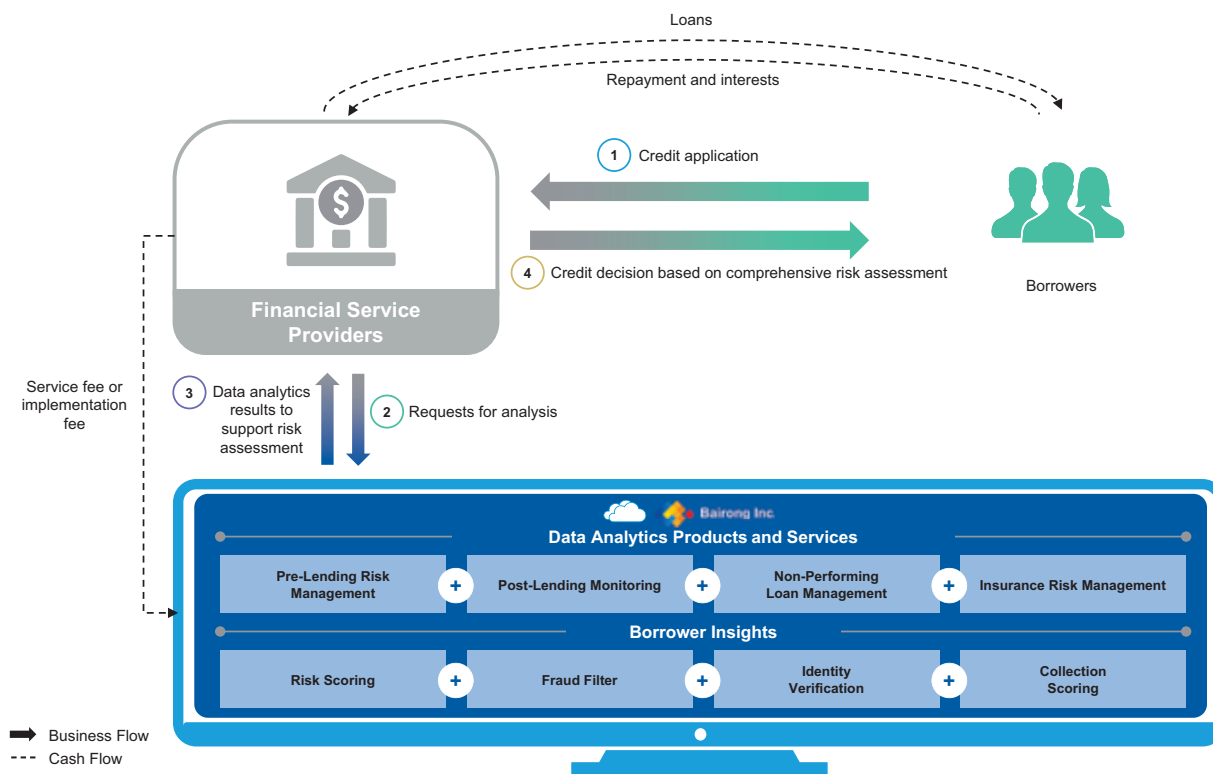 Loans
Repayment and interests
1
Credit application
$
4
Credit decision based on comprehensive risk assessment
Borrowers
Financial Service
Providers
Service fee or
implementation
fee
3
Data analytics
results to
support risk
assessment
2
Requests for analysis
Bairong Inc.
Data Analytics Products and Services
Pre-Lending Risk
Management
+
Post-Lending Monitoring
+
Non-Performing
Loan Management
+
Insurance Risk Management
Borrower Insights
Risk Scoring
+
Fraud Filter
+
Identity
Verification
+
Collection
Scoring
Business Flow
Cash Flow